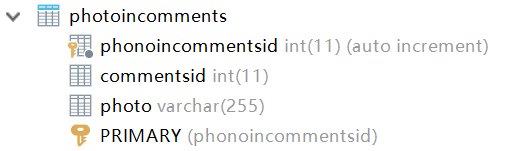 photoincomments
phonoincommentsid int(11) (auto increment)
commentsid int(11)
photo varchar(255)
PRIMARY (phonoincommentsid)